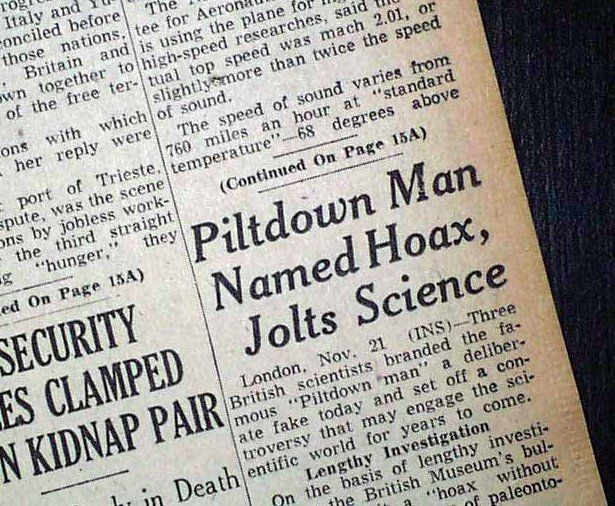 Italy and Yu-
onciled before
those nations.
Britain and
own together to
of the free ter-
ons with which
her reply were
port of Trieste,
spute, was the scene
ons by jobless work-
the third straight
"hunger," they
ed On Page 15A)
SECURITY
ES CLAMPED
N KIDNAP PAIR
in Death
tee for Aeronau
is using the plane for hi
high-speed researches, said the
tual top speed was mach 2.01, or
slightly more than twice the speed
of sound.
The speed of sound varies from
760 miles an hour at "standard
temperature"—68 degrees above
(Continued On Page 15A)
Piltdown Man
Named Hoax,
Jolts Science
London, Nov. 21 (INS)—Three
British scientists branded the fa-
mous "Piltdown man" a deliber-
ate fake today and set off a con-
troversy that may engage the sci-
entific world for years to come.
Lengthy Investigation
On the basis of lengthy investi-
the British Museum's bul-
a "hoax without
of paleonto-